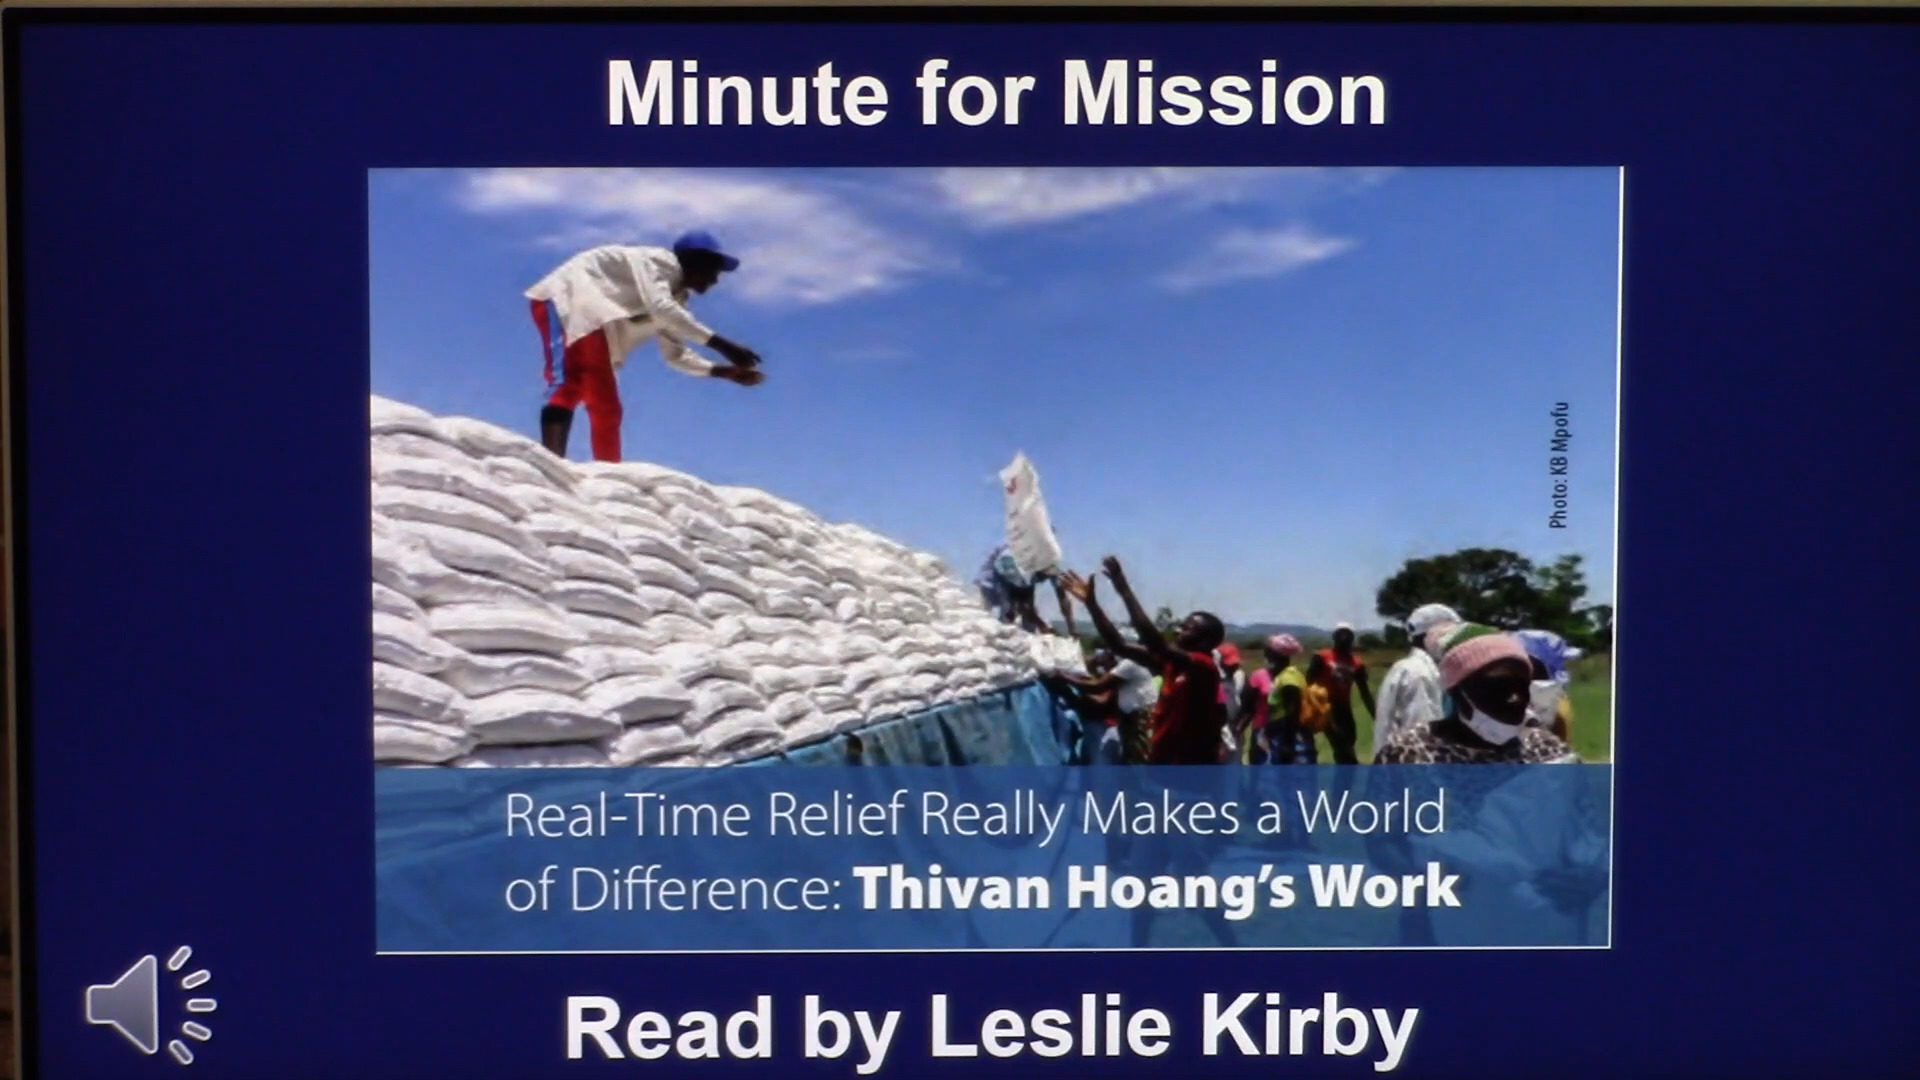 Minute for Mission
Photo: KB Mpofu
Real-Time Relief Really Makes a World
of Difference: Thivan Hoang's Work
Read by Leslie Kirby